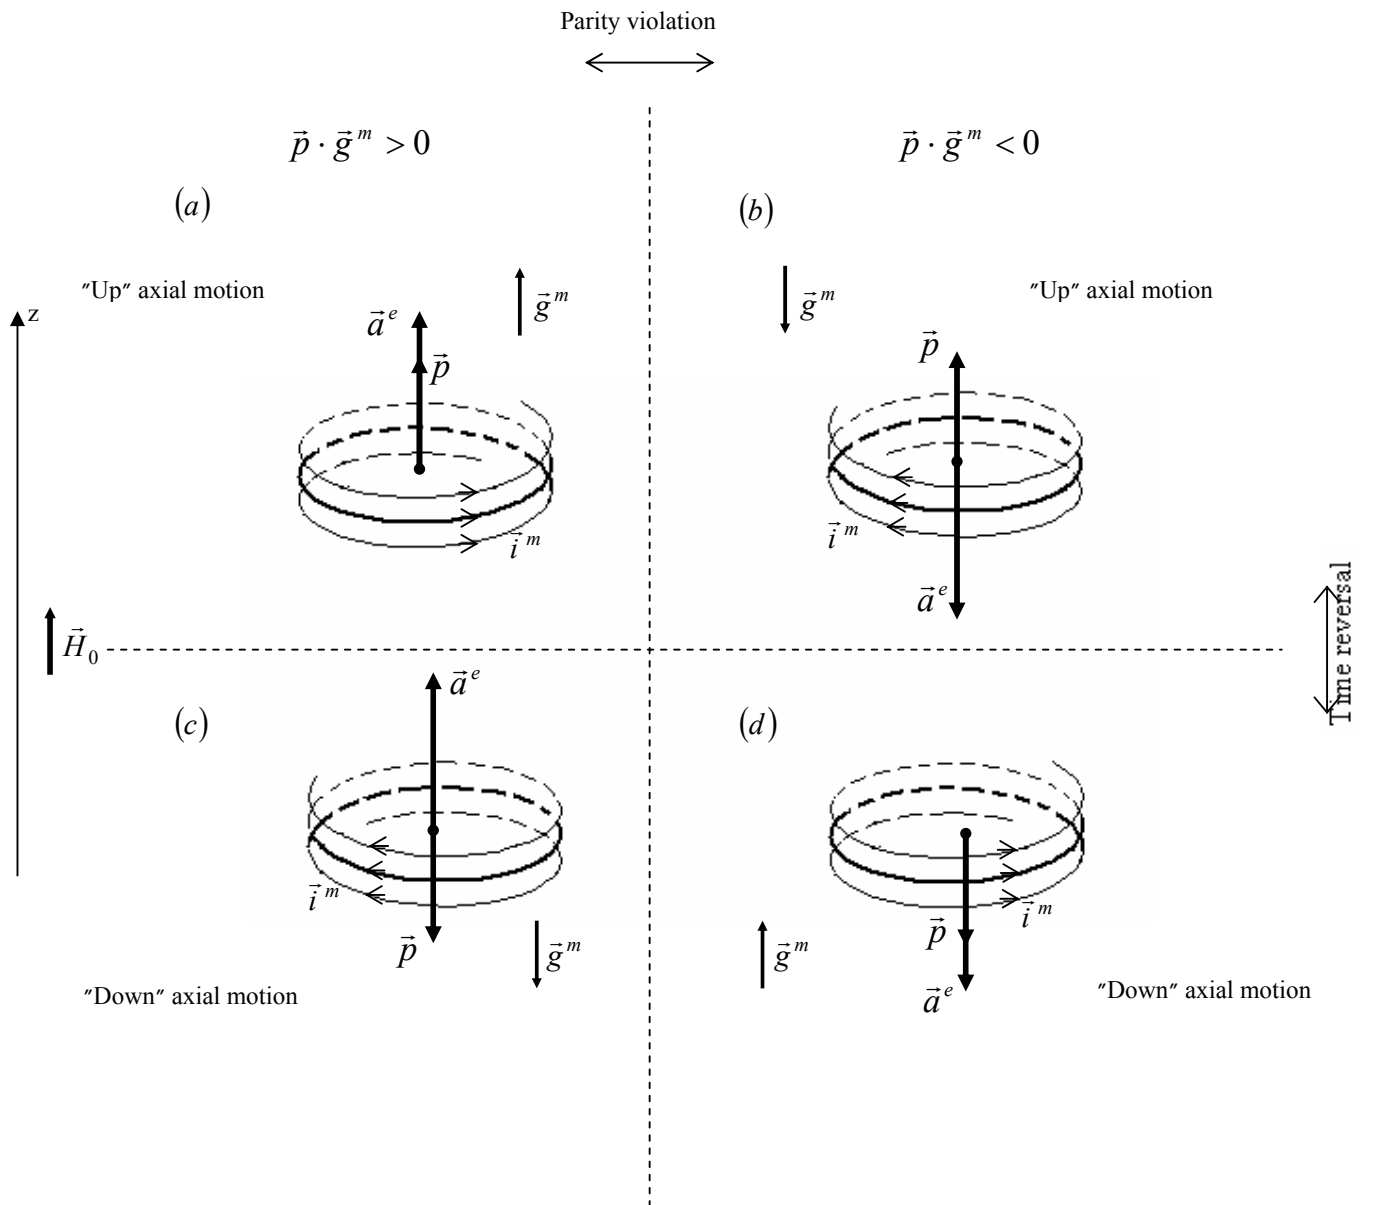 Parity violation
p⃗ · g⃗ ᵐ > 0
p⃗ · g⃗ ᵐ < 0
(a)
(b)
"Up" axial motion
g⃗ ᵐ
g⃗ ᵐ
"Up" axial motion
z
a⃗ ᵉ
p⃗
p⃗
i⃗ ᵐ
i⃗ ᵐ
a⃗ ᵉ
Time reversal
H⃗₀
a⃗ ᵉ
(c)
(d)
i⃗ ᵐ
i⃗ ᵐ
p⃗
g⃗ ᵐ
p⃗
g⃗ ᵐ
"Down" axial motion
a⃗ ᵉ
"Down" axial motion